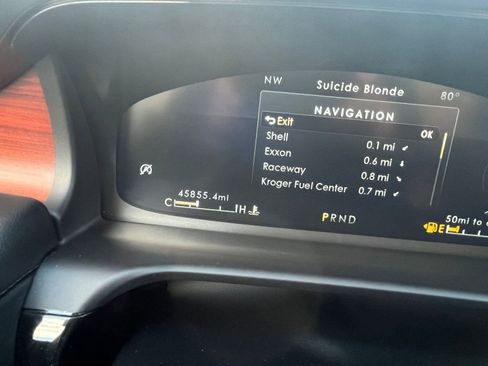 NW Suicide Blonde 80°
NAVIGATION
Exit OK
Shell 0.1 mi
Exxon 0.6 mi
Raceway 0.8 mi
Kroger Fuel Center 0.7 mi
45855.4mi
C H
PRND
50mi to
E